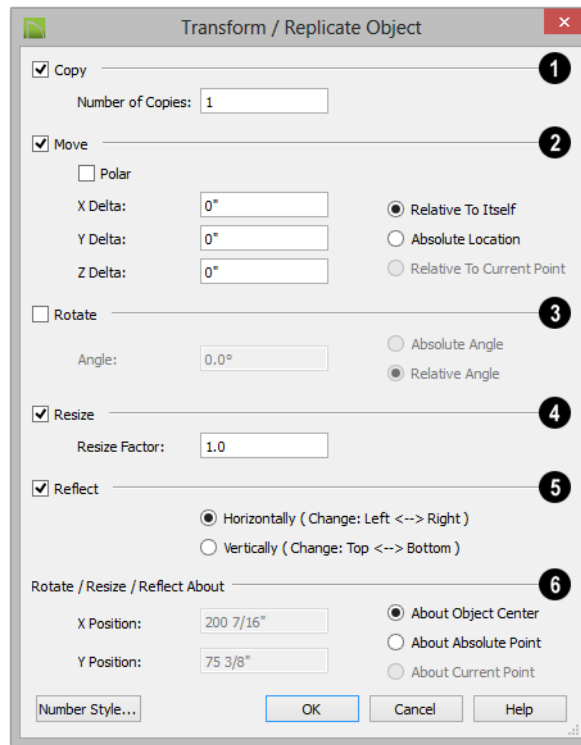 Transform / Replicate Object
Copy
1
Number of Copies: 1
Move
2
Polar
X Delta: 0"
Relative To Itself
Y Delta: 0"
Absolute Location
Z Delta: 0"
Relative To Current Point
Rotate
3
Angle: 0.0°
Absolute Angle
Relative Angle
Resize
4
Resize Factor: 1.0
Reflect
5
Horizontally ( Change: Left <--> Right )
Vertically ( Change: Top <--> Bottom )
Rotate / Resize / Reflect About
6
X Position: 200 7/16"
About Object Center
About Absolute Point
Y Position: 75 3/8"
About Current Point
Number Style... OK Cancel Help